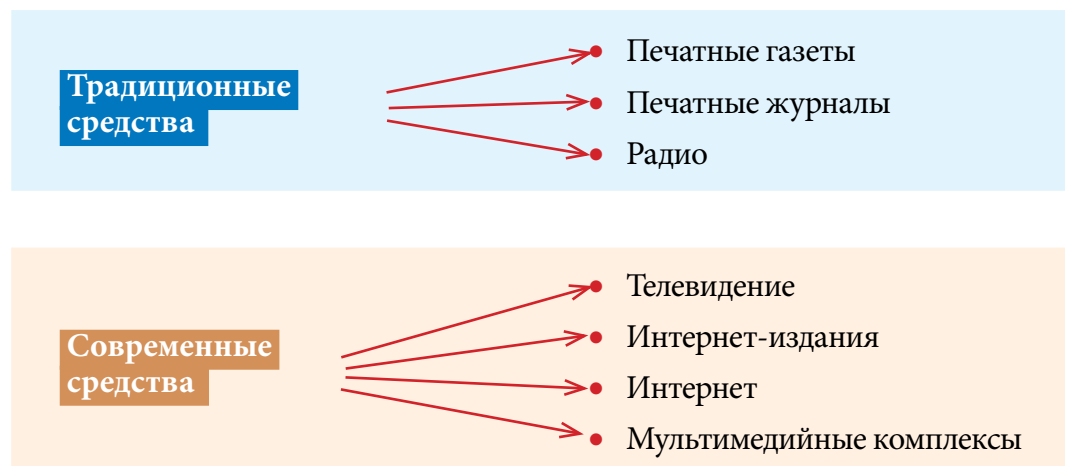 Традиционные
средства
Печатные газеты
Печатные журналы
Радио
Современные
средства
Телевидение
Интернет-издания
Интернет
Мультимедийные комплексы